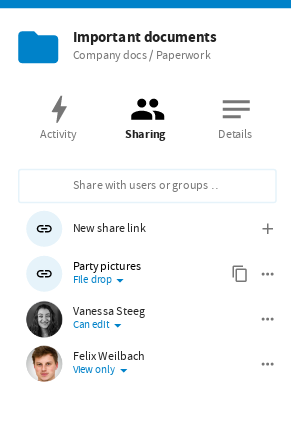 Important documents
Company docs / Paperwork
Activity
Sharing
Details
Share with users or groups ...
New share link
Party pictures
File drop
Vanessa Steeg
Can edit
Felix Weilbach
View only